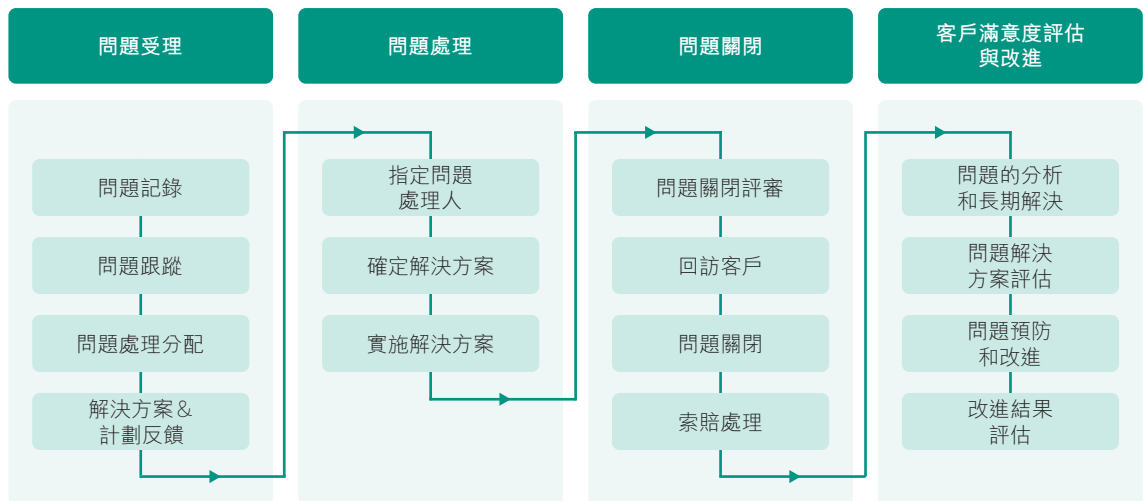 問題受理
問題處理
問題關閉
客戶滿意度評估
與改進
問題記錄
問題跟蹤
問題處理分配
解決方案＆
計劃反饋
指定問題
處理人
確定解決方案
實施解決方案
問題關閉評審
回訪客戶
問題關閉
索賠處理
問題的分析
和長期解決
問題解決
方案評估
問題預防
和改進
改進結果
評估